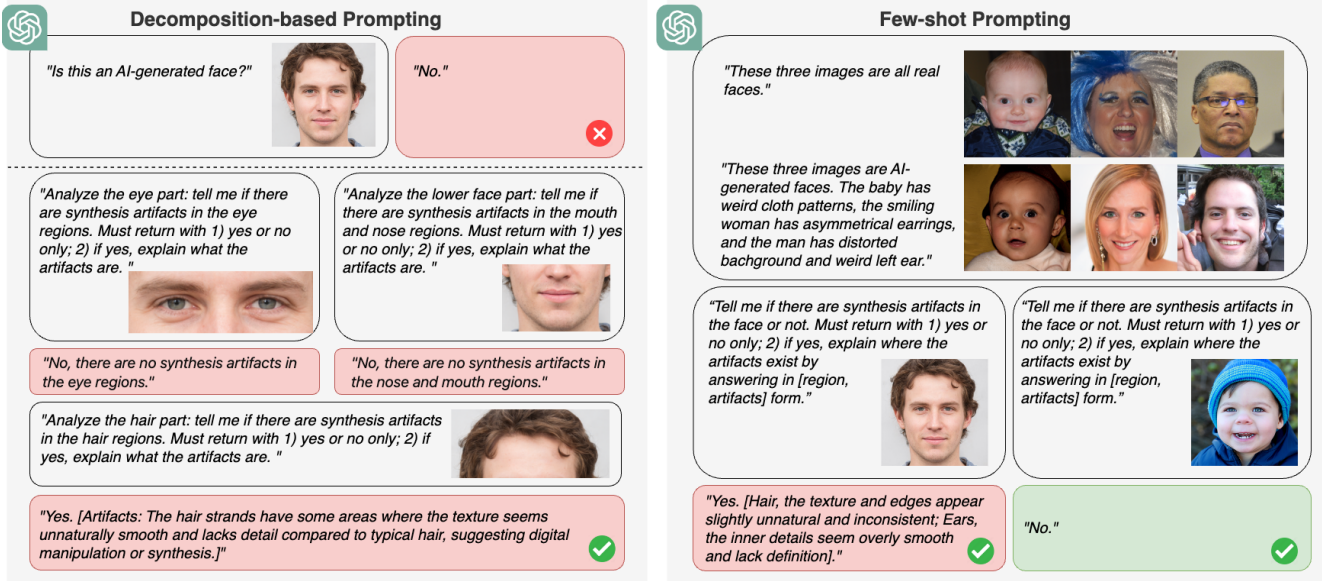 Decomposition-based Prompting
"Is this an AI-generated face?"
"No."
"Analyze the eye part: tell me if there
are synthesis artifacts in the eye
regions. Must return with 1) yes or no
only; 2) if yes, explain what the
artifacts are. "
"Analyze the lower face part: tell me if
there are synthesis artifacts in the mouth
and nose regions. Must return with 1) yes
or no only; 2) if yes, explain what the
artifacts are. "
"No, there are no synthesis artifacts in
the eye regions."
"No, there are no synthesis artifacts in
the nose and mouth regions."
"Analyze the hair part: tell me if there are synthesis artifacts
in the hair regions. Must return with 1) yes or no only; 2) if
yes, explain what the artifacts are. "
"Yes. [Artifacts: The hair strands have some areas where the texture seems
unnaturally smooth and lacks detail compared to typical hair, suggesting digital
manipulation or synthesis.]"
Few-shot Prompting
"These three images are all real
faces."
"These three images are AI-
generated faces. The baby has
weird cloth patterns, the smiling
woman has asymmetrical earrings,
and the man has distorted
bachground and weird left ear."
“Tell me if there are synthesis artifacts in
the face or not. Must return with 1) yes or
no only; 2) if yes, explain where the
artifacts exist by
answering in [region,
artifacts] form.”
“Tell me if there are synthesis artifacts in
the face or not. Must return with 1) yes or
no only; 2) if yes, explain where the
artifacts exist by
answering in [region,
artifacts] form.”
"Yes. [Hair, the texture and edges appear
slightly unnatural and inconsistent; Ears,
the inner details seem overly smooth
and lack definition]."
"No."